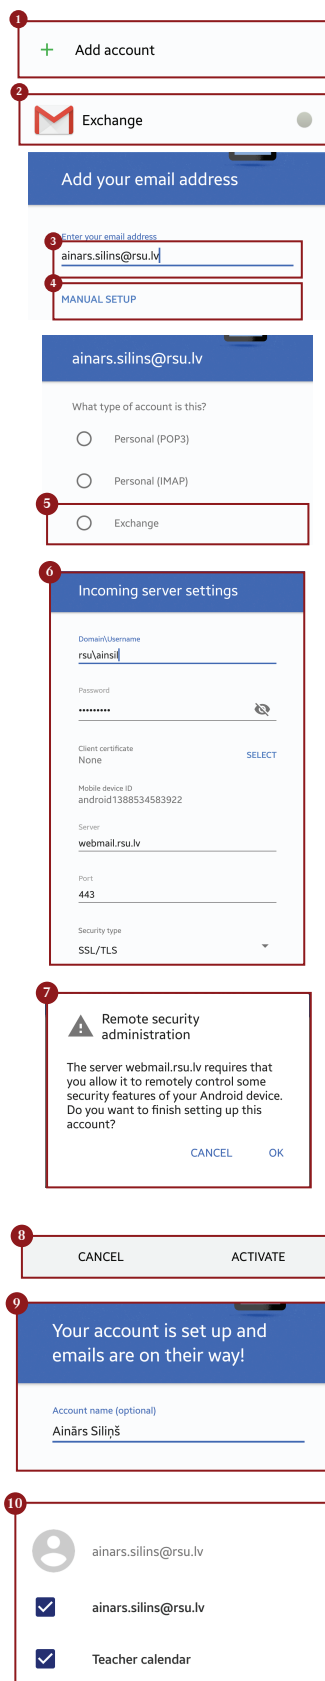 1
Add account
2
Exchange
Add your email address
Enter your email address
3
ainars.silins@rsu.lv
4
MANUAL SETUP
ainars.silins@rsu.lv
What type of account is this?
Personal (POP3)
Personal (IMAP)
5
Exchange
6
Incoming server settings
Domain\Username
rsu\ainsil
Password
•••••••••
Client certificate
None
SELECT
Mobile device ID
android1388534583922
Server
webmail.rsu.lv
Port
443
Security type
SSL/TLS
7
Remote security
administration
The server webmail.rsu.lv requires that
you allow it to remotely control some
security features of your Android device.
Do you want to finish setting up this
account?
CANCEL OK
8
CANCEL ACTIVATE
9
Your account is set up and
emails are on their way!
Account name (optional)
Ainārs Siliņš
10
ainars.silins@rsu.lv
ainars.silins@rsu.lv
Teacher calendar